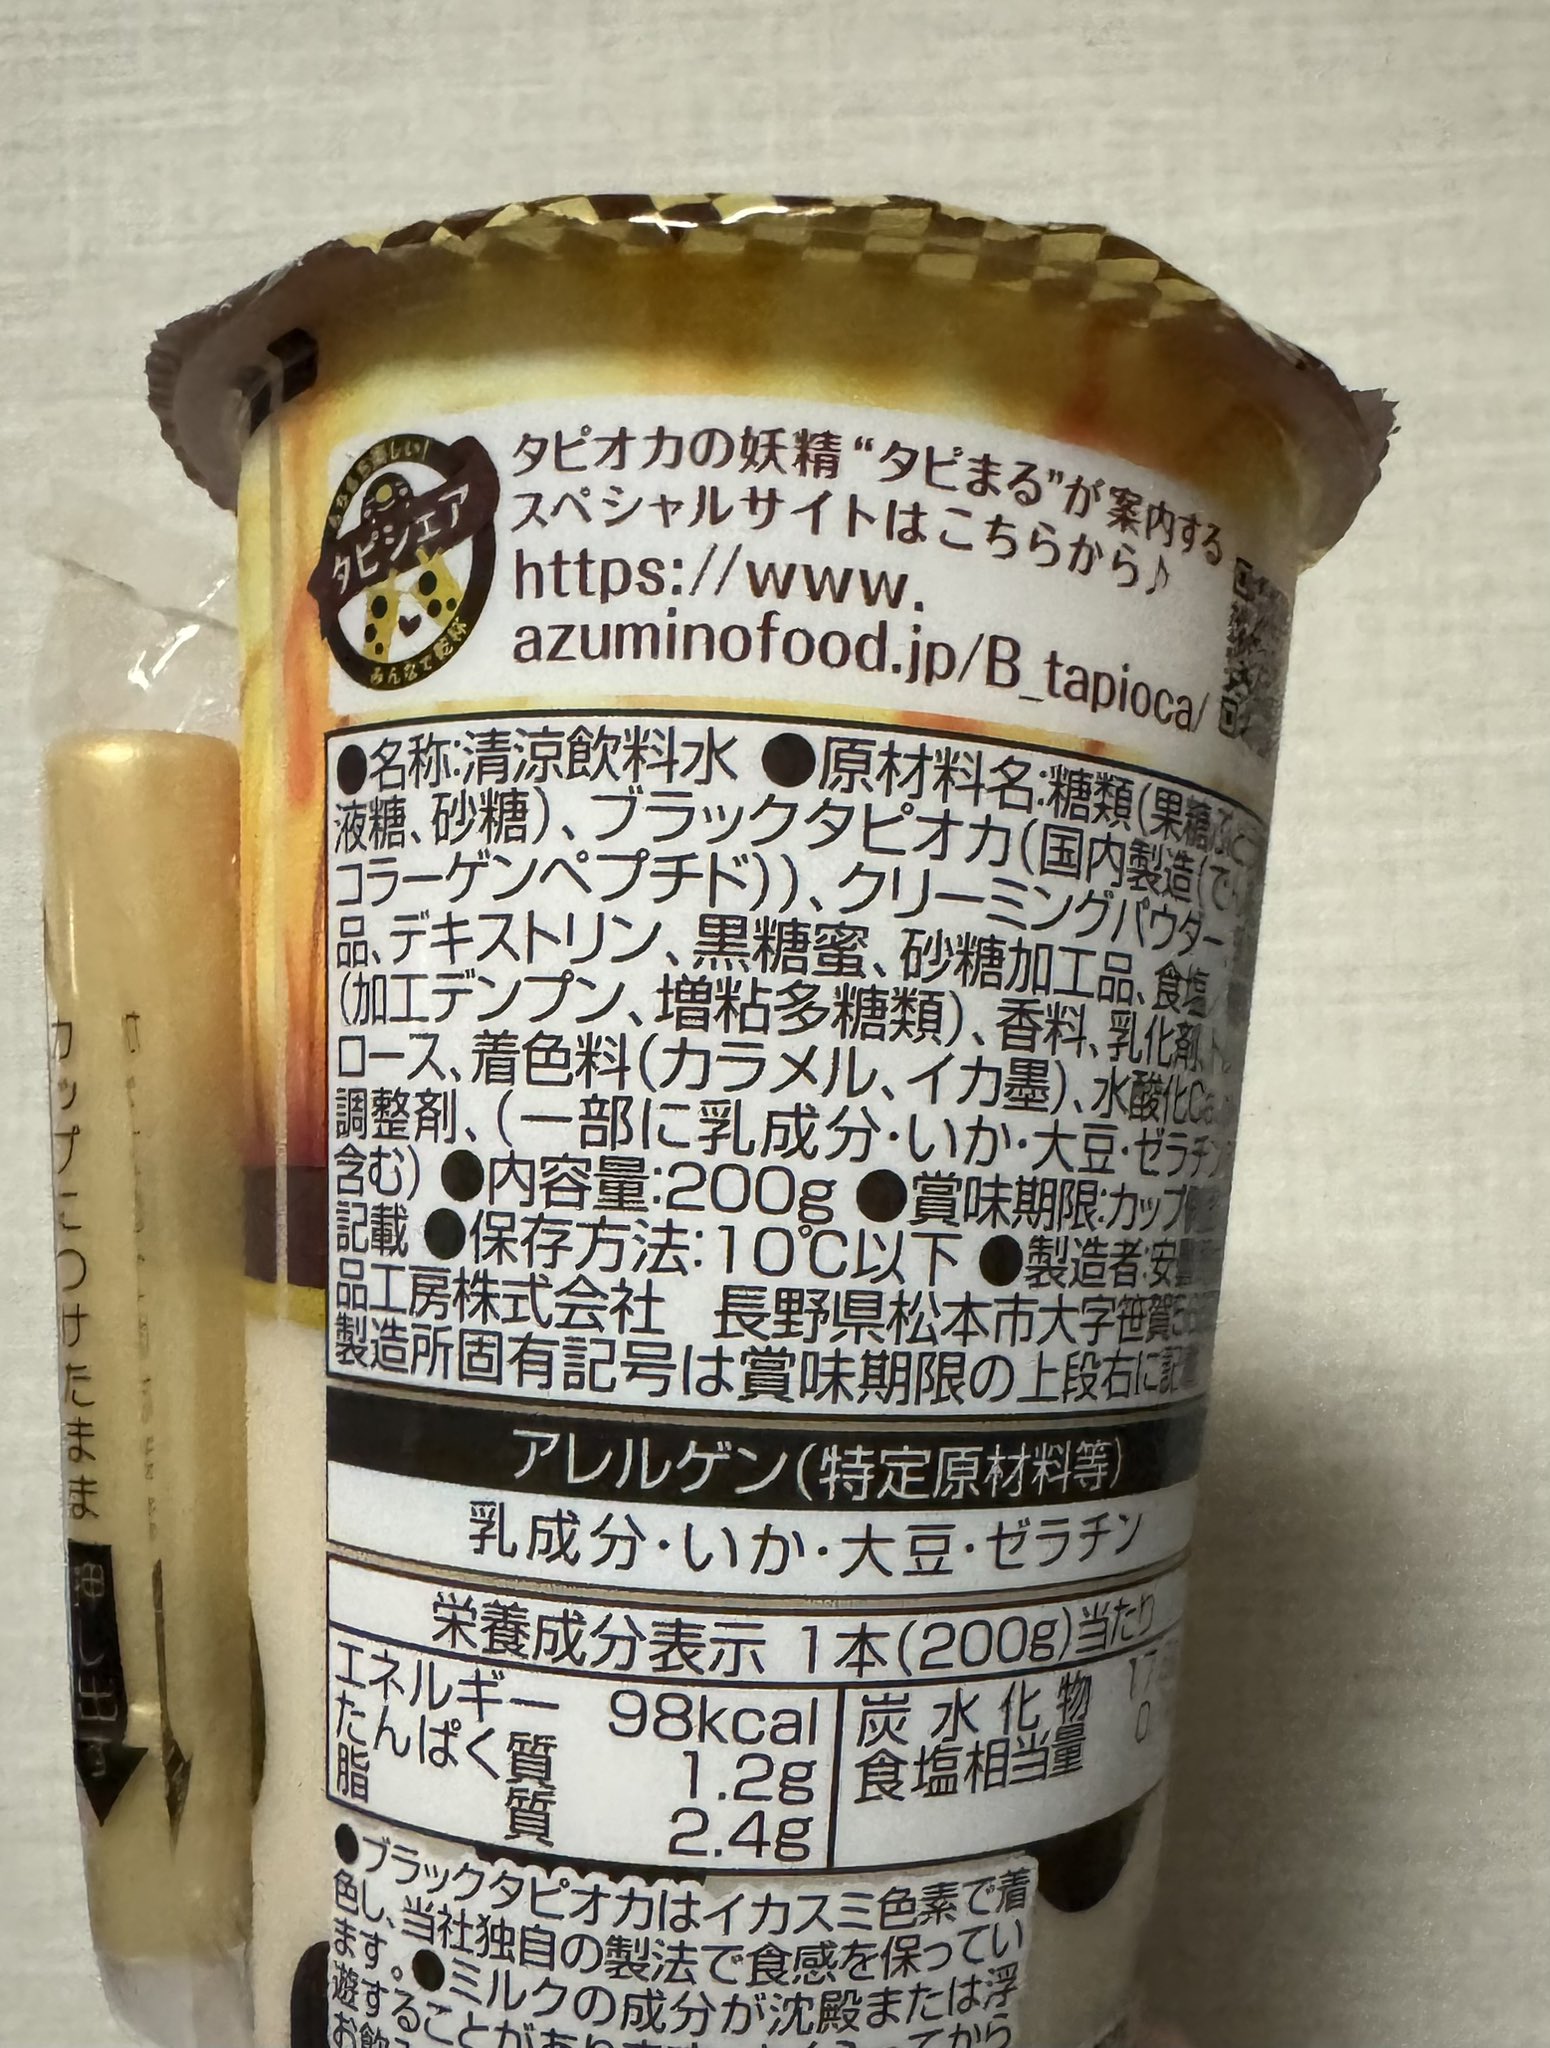 タピシェア
みんなで乾杯
タピオカの妖精“タピまる”が案内する
スペシャルサイトはこちらから♪
https://www.
azuminofood.jp/B_tapioca/
●名称:清涼飲料水 ●原材料名:糖類(果糖ぶどう
液糖、砂糖)、ブラックタピオカ(国内製造(
コラーゲンペプチド))、クリーミングパウダー
品、デキストリン、黒糖蜜、砂糖加工品、食塩
(加工デンプン、増粘多糖類)、香料、乳化剤、
ロース、着色料(カラメル、イカ墨)、水酸化Ca
調整剤、(一部に乳成分・いか・大豆・ゼラチン
含む) ●内容量:200g ●賞味期限:カップ
記載 ●保存方法:10℃以下 ●製造者:安
品工房株式会社 長野県松本市大字笹賀
製造所固有記号は賞味期限の上段右に記
アレルゲン(特定原材料等)
乳成分・いか・大豆・ゼラチン
栄養成分表示 1本(200g)当たり
エネルギー 98kcal
たんぱく質 1.2g
脂質 2.4g
炭水化物
食塩相当量
●ブラックタピオカはイカスミ色素で着
色し、当社独自の製法で食感を保ってい
ます。●ミルクの成分が沈殿または浮
遊することがあります。
カップにつけたまま
押し出す